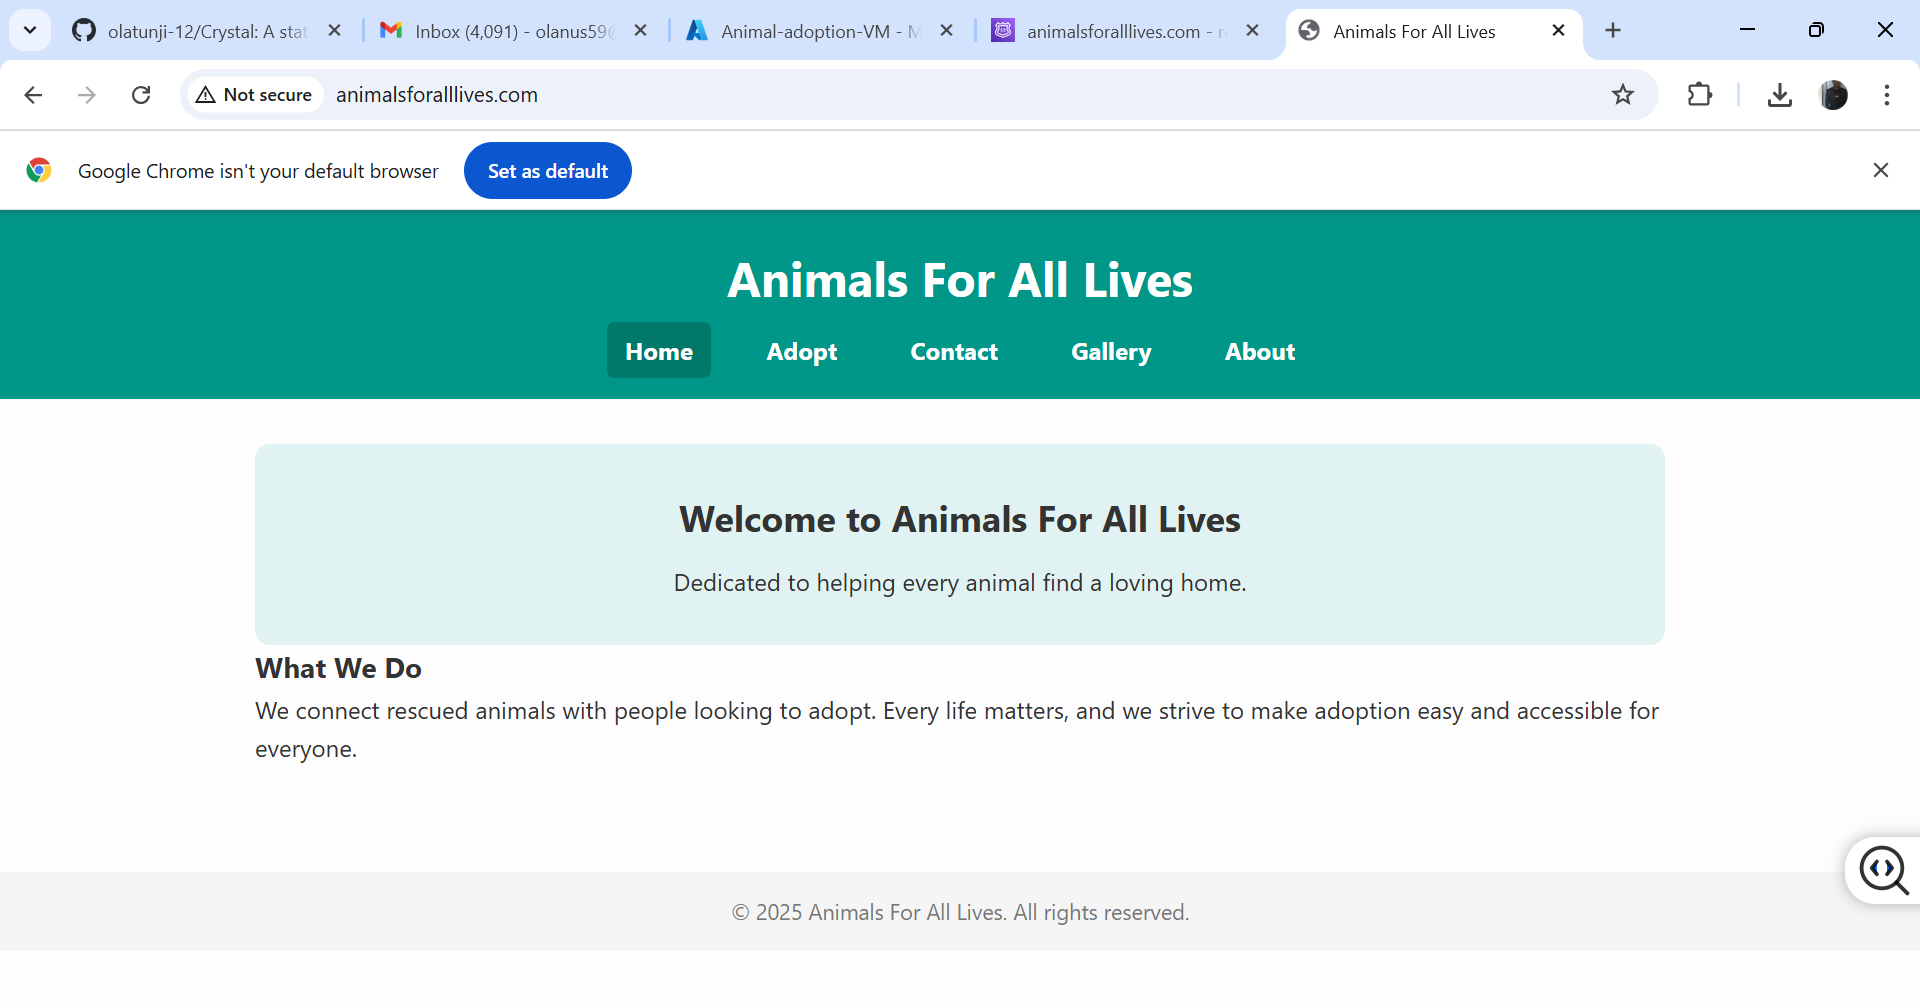 olatunji-12/Crystal: A stat
Inbox (4,091) - olanus59@
Animal-adoption-VM - M
animalsforalllives.com - r
Animals For All Lives
Not secure
animalsforalllives.com
Google Chrome isn't your default browser
Set as default
Animals For All Lives
Home
Adopt
Contact
Gallery
About
Welcome to Animals For All Lives
Dedicated to helping every animal find a loving home.
What We Do
We connect rescued animals with people looking to adopt. Every life matters, and we strive to make adoption easy and accessible for
everyone.
© 2025 Animals For All Lives. All rights reserved.